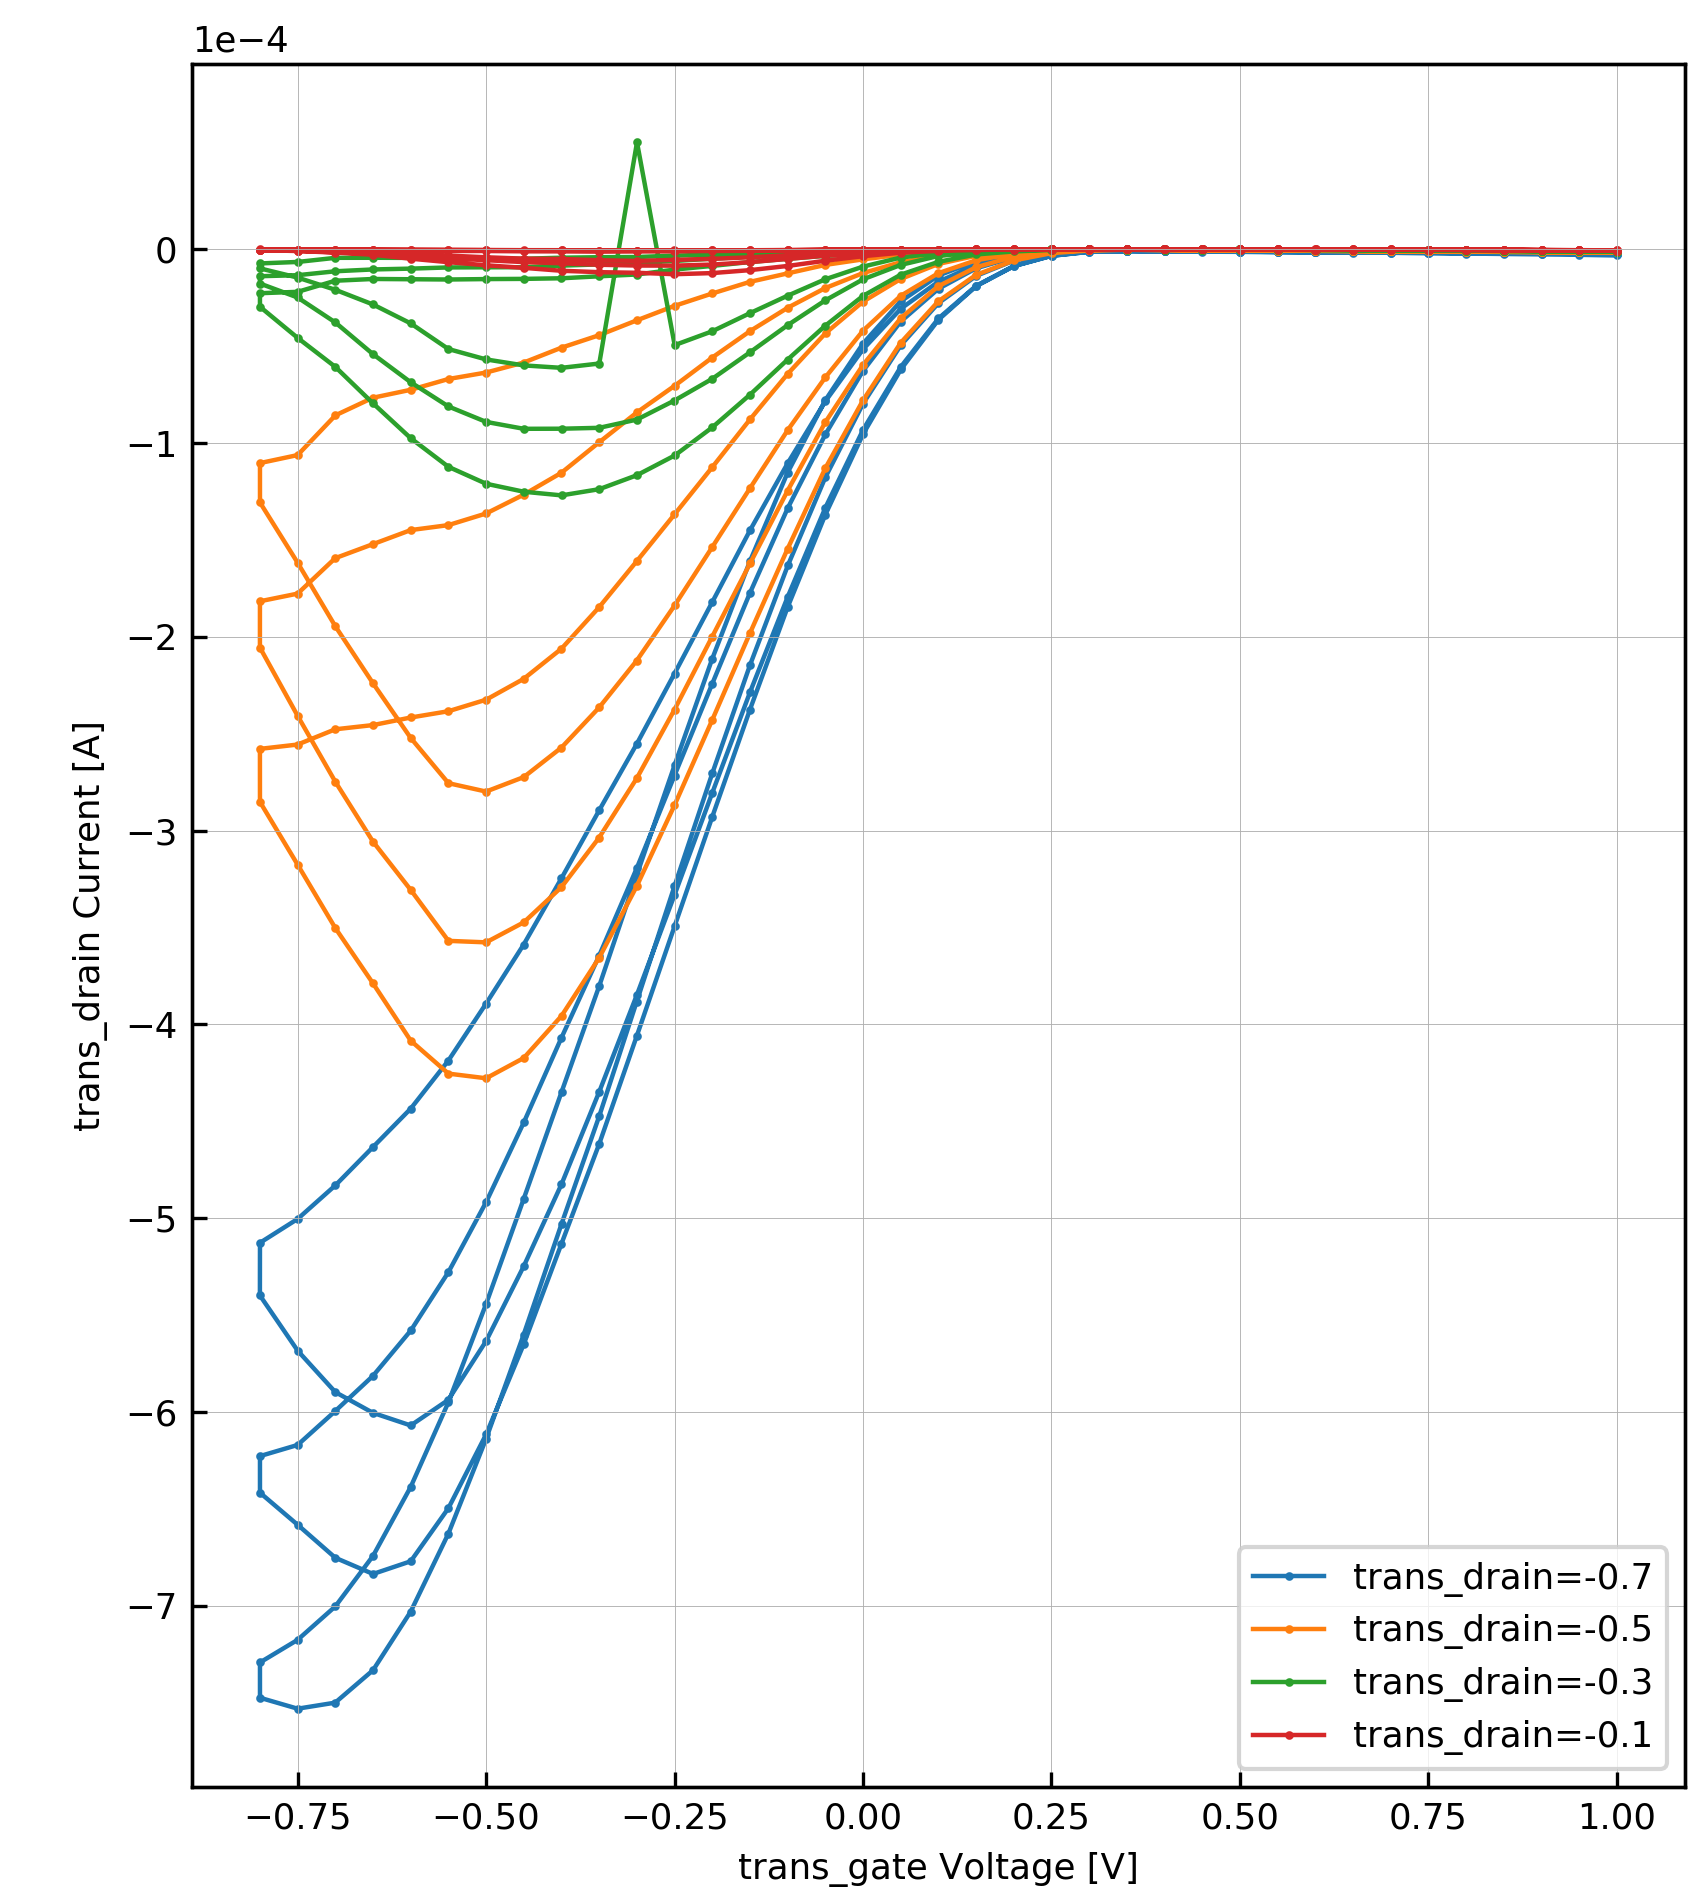 1e−4
0
−1
−2
−3
−4
−5
−6
−7
trans_drain Current [A]
−0.75
−0.50
−0.25
0.00
0.25
0.50
0.75
1.00
trans_gate Voltage [V]
trans_drain=-0.7
trans_drain=-0.5
trans_drain=-0.3
trans_drain=-0.1